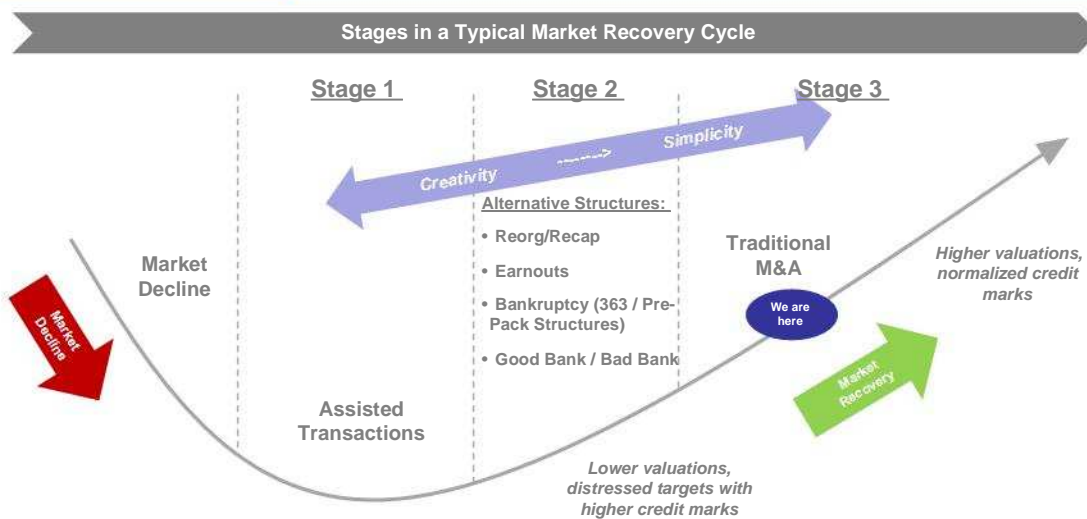 Stages in a Typical Market Recovery Cycle
Stage 1
Stage 2
Stage 3
Creativity -------> Simplicity
Alternative Structures:
• Reorg/Recap
• Earnouts
• Bankruptcy (363 / Pre-
Pack Structures)
• Good Bank / Bad Bank
Market
Decline
Market
Decline
Assisted
Transactions
Traditional
M&A
We are
here
Higher valuations,
normalized credit
marks
Market
Recovery
Lower valuations,
distressed targets with
higher credit marks